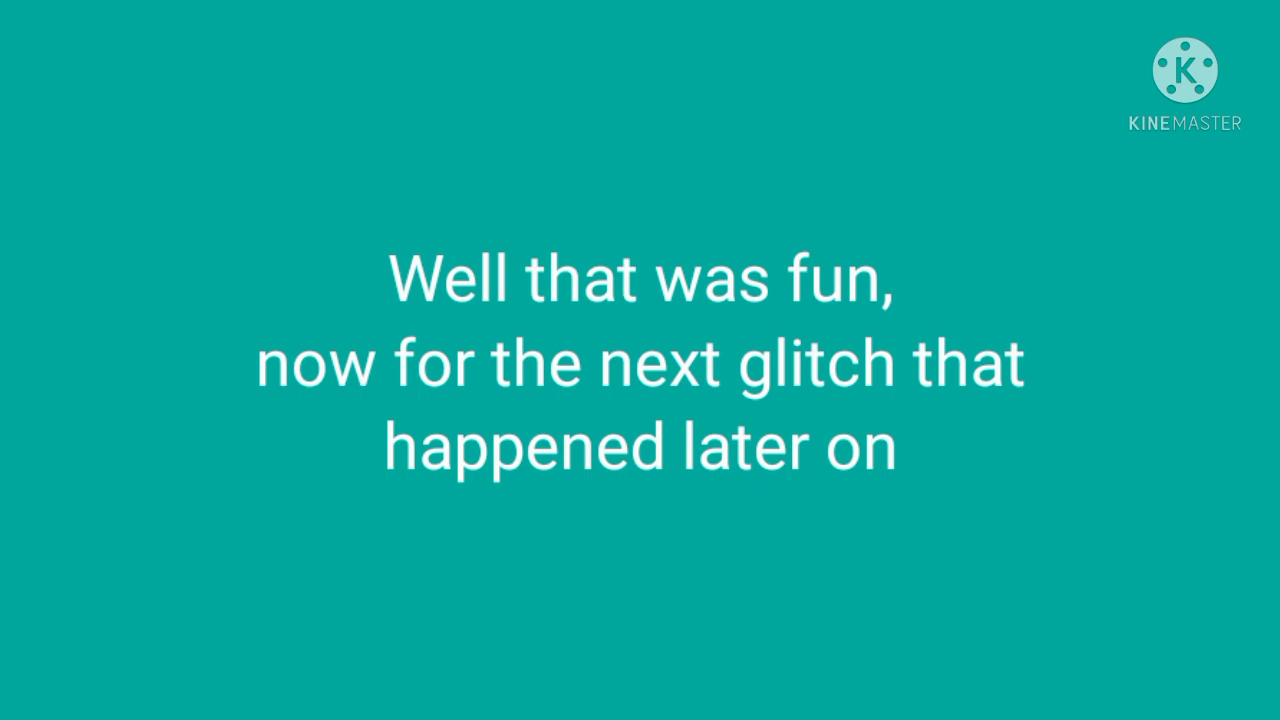 K
KINEMASTER
Well that was fun,
now for the next glitch that
happened later on